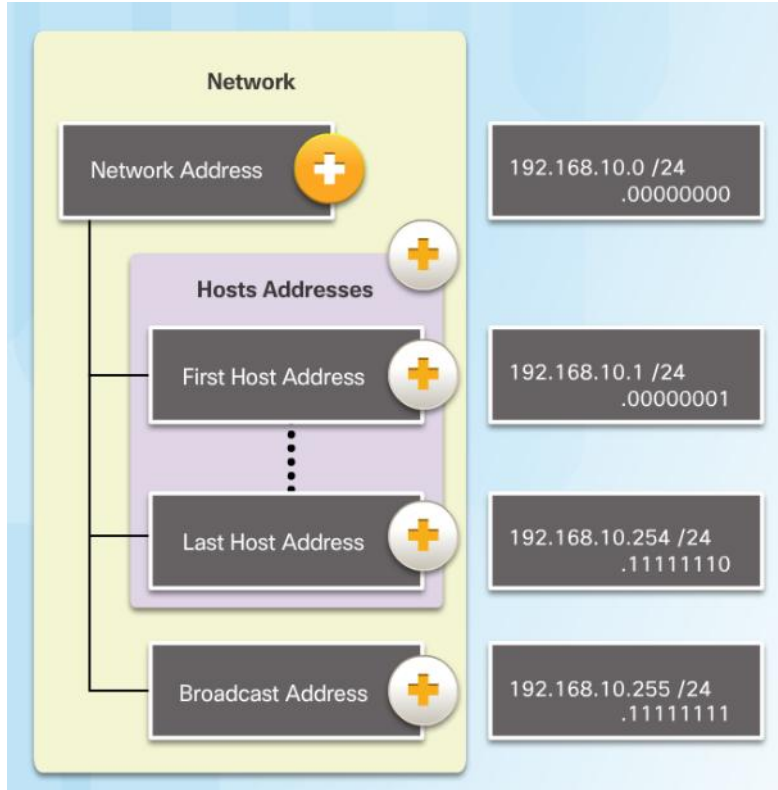 Network
Network Address
192.168.10.0 /24
.00000000
Hosts Addresses
First Host Address
192.168.10.1 /24
.00000001
Last Host Address
192.168.10.254 /24
.11111110
Broadcast Address
192.168.10.255 /24
.11111111